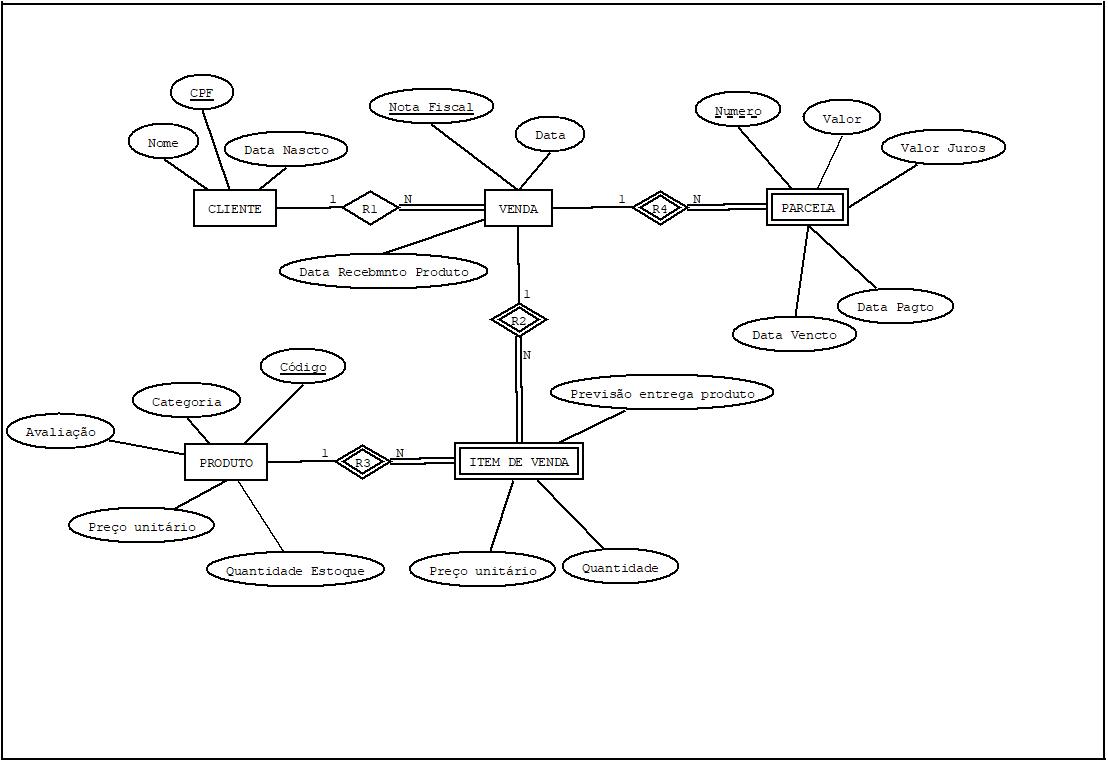 CPF
Nome
Data Nascto
CLIENTE
1
R1
N
Nota Fiscal
Data
VENDA
Data Recebmnto Produto
1
R4
N
Numero
Valor
Valor Juros
PARCELA
Data Pagto
Data Vencto
1
R2
N
Código
Categoria
Avaliação
PRODUTO
Preço unitário
Quantidade Estoque
1
R3
N
Previsão entrega produto
ITEM DE VENDA
Preço unitário
Quantidade